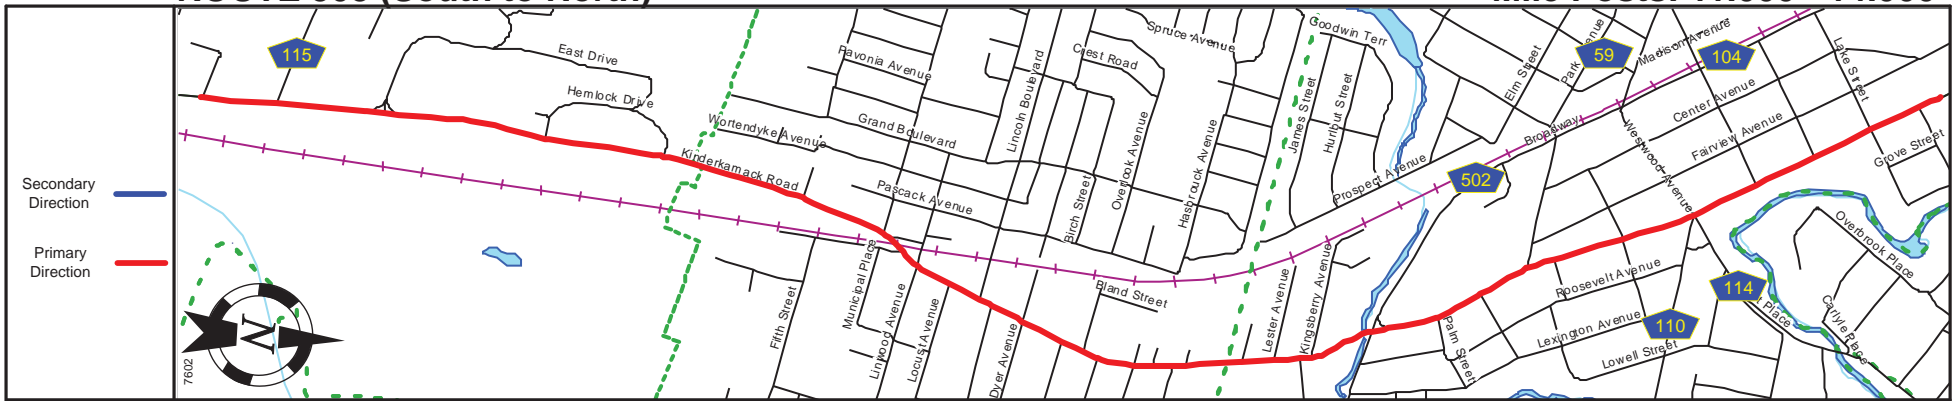 Secondary
Direction
Primary
Direction
115
East Drive
Hemlock Drive
Pavonia Avenue
Grand Boulevard
Wortendyke Avenue
Kinderkamack Road
Pascack Avenue
Lincoln Boulevard
Crest Road
Spruce Avenue
Goodwin Terr
James Street
Hurlbut Street
Hasbrouck Avenue
Overlook Avenue
Birch Street
Prospect Avenue
502
Elm Street
Park Avenue
59
Madison Avenue
104
Broadway
Center Avenue
Fairview Avenue
Westwood Avenue
Lake Street
Grove Street
Overbrook Place
Carlyle Place
114
Place
110
Roosevelt Avenue
Lexington Avenue
Lowell Street
Palm Street
Kingsberry Avenue
Lester Avenue
Bland Street
Dyer Avenue
Locust Avenue
Linwood Avenue
Municipal Place
Fifth Street
N
7602